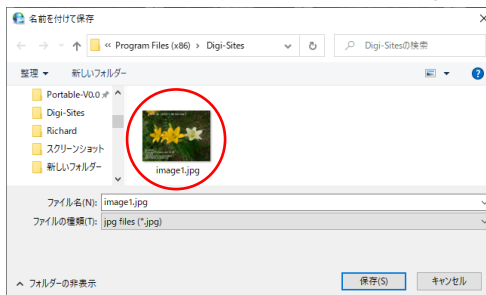 名前を付けて保存
« Program Files (x86) › Digi-Sites
Digi-Sitesの検索
整理 新しいフォルダー
Portable-V0.0
Digi-Sites
Richard
スクリーンショット
新しいフォルダー
image1.jpg
ファイル名(N): image1.jpg
ファイルの種類(T): jpg files (*.jpg)
フォルダーの非表示
保存(S) キャンセル